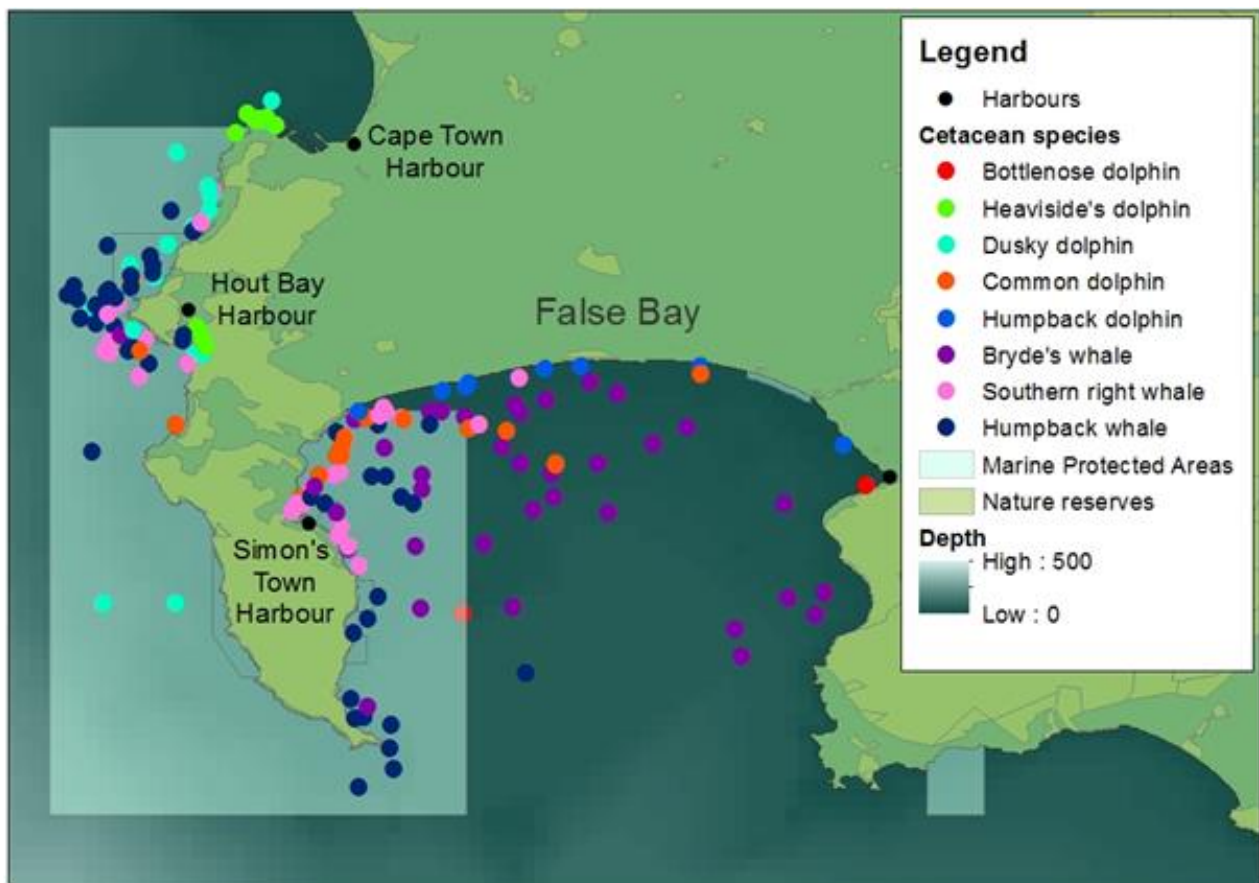 Cape Town
Harbour
Hout Bay
Harbour
False Bay
Simon's
Town
Harbour
Legend
Harbours
Cetacean species
Bottlenose dolphin
Heaviside's dolphin
Dusky dolphin
Common dolphin
Humpback dolphin
Bryde's whale
Southern right whale
Humpback whale
Marine Protected Areas
Nature reserves
Depth
High : 500
Low : 0